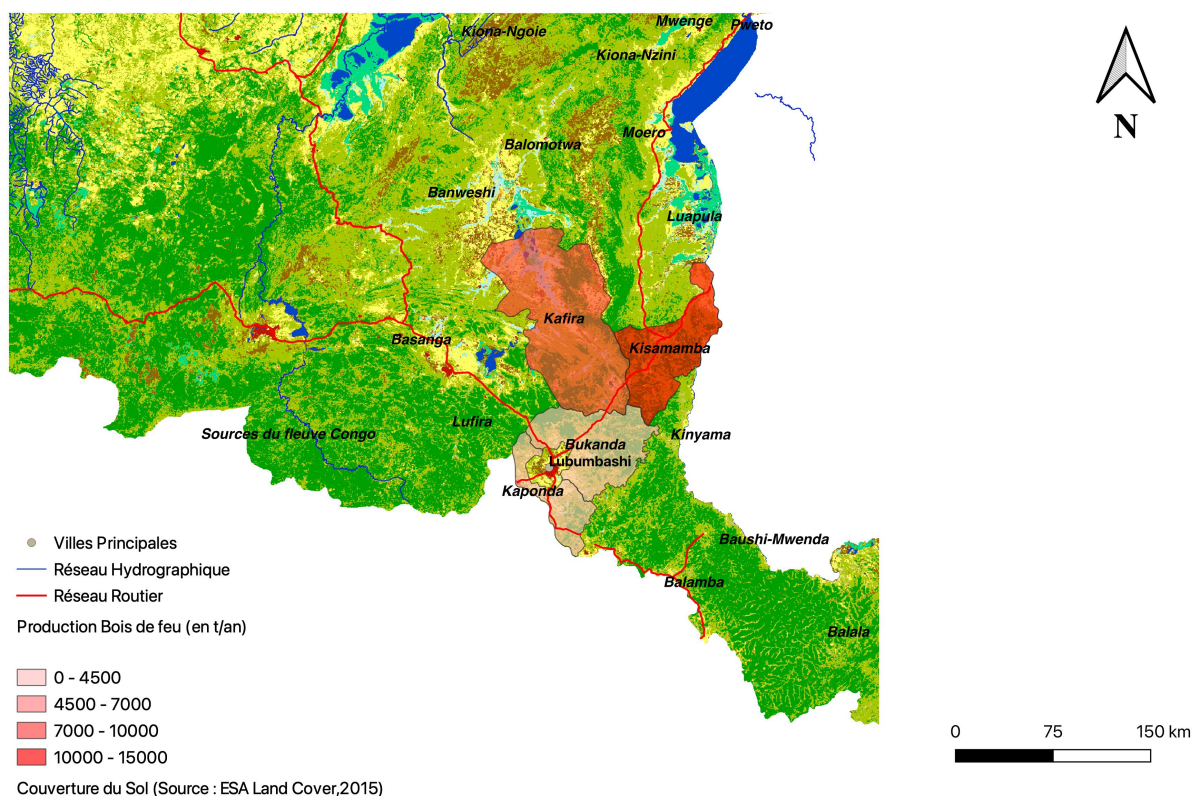 Mwenge
Pweto
Kiona-Ngoie
Kiona-Nzini
N
Moero
Balomotwa
Banweshi
Luapula
Kafira
Basanga
Kisamamba
Lufira
Sources du fleuve Congo
Kinyama
Bukanda
Lubumbashi
Kaponda
Baushi-Mwenda
Balamba
Balala
Villes Principales
Réseau Hydrographique
Réseau Routier
Production Bois de feu (en t/an)
0 - 4500
4500 - 7000
7000 - 10000
10000 - 15000
Couverture du Sol (Source : ESA Land Cover,2015)
0 75 150 km